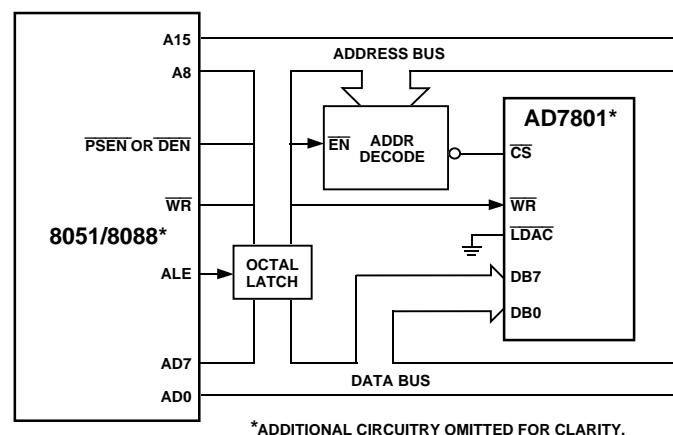 A15
ADDRESS BUS
A8
AD7801*
PSEN OR DEN
EN
ADDR
DECODE
CS
WR
WR
8051/8088*
LDAC
ALE
OCTAL
LATCH
DB7
DB0
AD7
DATA BUS
AD0
*ADDITIONAL CIRCUITRY OMITTED FOR CLARITY.